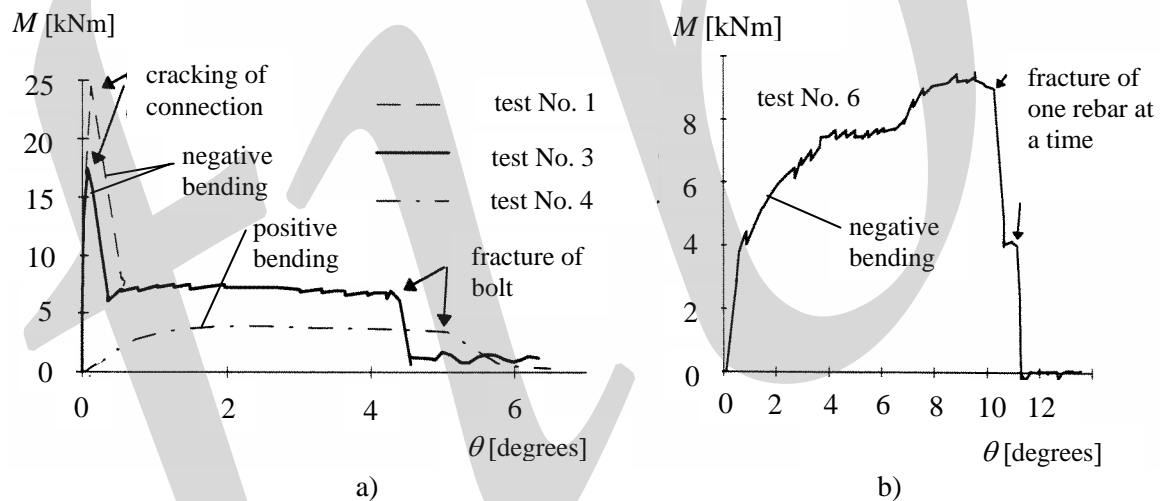 M [kNm]
25
20
15
10
5
0
0
2
4
6
θ [degrees]
cracking of
connection
negative
bending
positive
bending
fracture of
bolt
test No. 1
test No. 3
test No. 4
a)
M [kNm]
8
6
4
2
0
0
2
4
6
8
10
12
θ [degrees]
test No. 6
negative
bending
fracture of
one rebar at
a time
b)